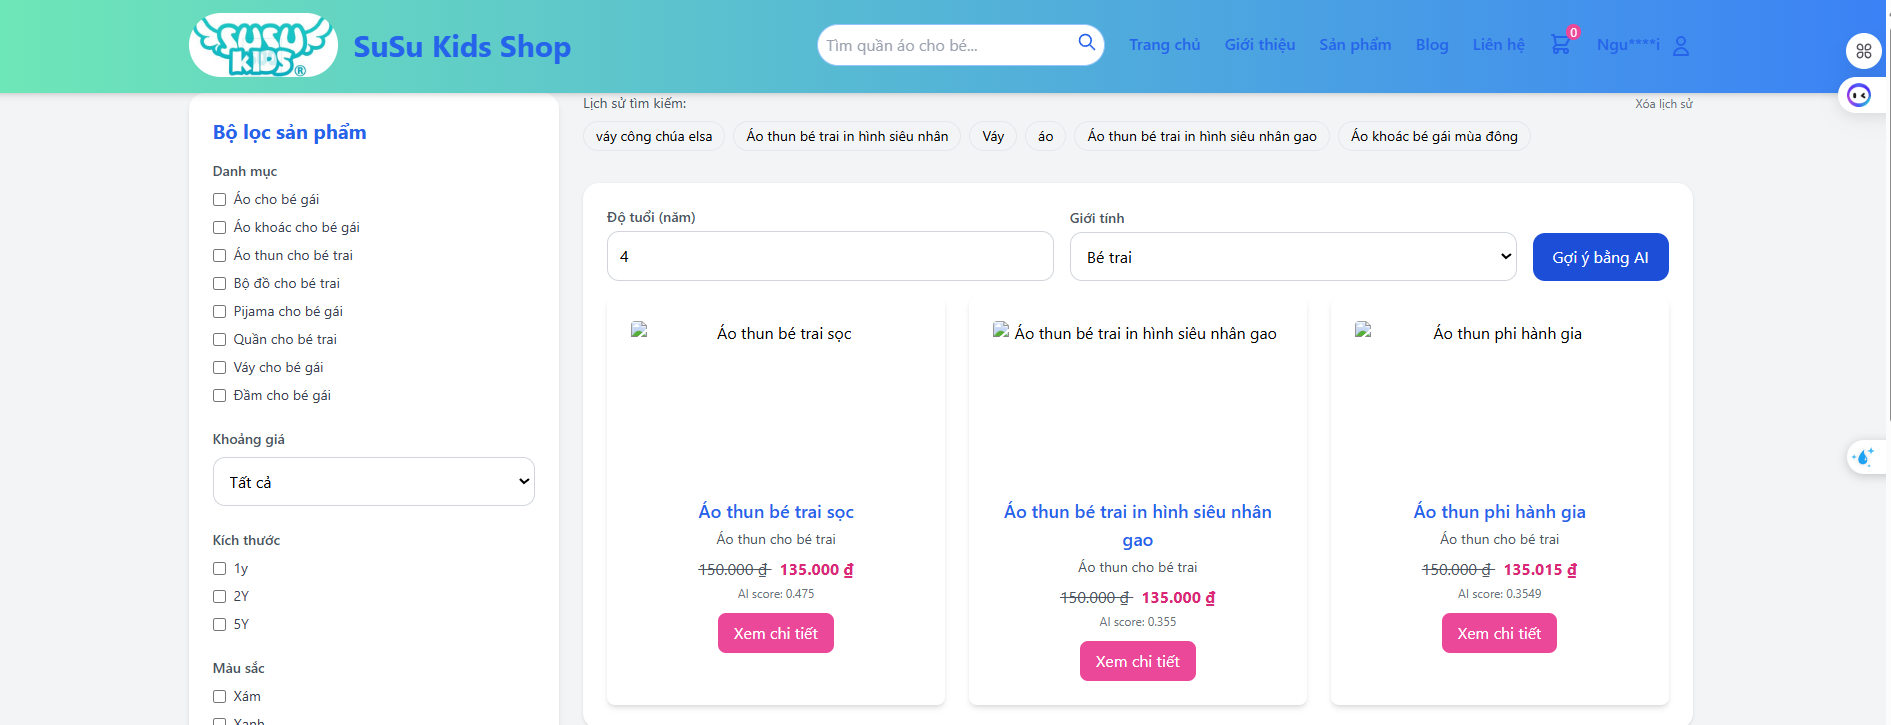 SUSU
KIDS®
SuSu Kids Shop
Tìm quần áo cho bé...
Trang chủ
Giới thiệu
Sản phẩm
Blog
Liên hệ
0
Ngu****i
Bộ lọc sản phẩm
Danh mục
Áo cho bé gái
Áo khoác cho bé gái
Áo thun cho bé trai
Bộ đồ cho bé trai
Pijama cho bé gái
Quần cho bé trai
Váy cho bé gái
Đầm cho bé gái
Khoảng giá
Tất cả
Kích thước
1y
2Y
5Y
Màu sắc
Xám
Xanh
Lịch sử tìm kiếm:
Xóa lịch sử
váy công chúa elsa
Áo thun bé trai in hình siêu nhân
Váy
áo
Áo thun bé trai in hình siêu nhân gao
Áo khoác bé gái mùa đông
Độ tuổi (năm)
4
Giới tính
Bé trai
Gợi ý bằng AI
Áo thun bé trai sọc
Áo thun bé trai sọc
Áo thun cho bé trai
150.000 ₫ 135.000 ₫
AI score: 0.475
Xem chi tiết
Áo thun bé trai in hình siêu nhân gao
Áo thun bé trai in hình siêu nhân
gao
Áo thun cho bé trai
150.000 ₫ 135.000 ₫
AI score: 0.355
Xem chi tiết
Áo thun phi hành gia
Áo thun phi hành gia
Áo thun cho bé trai
150.000 ₫ 135.015 ₫
AI score: 0.3549
Xem chi tiết